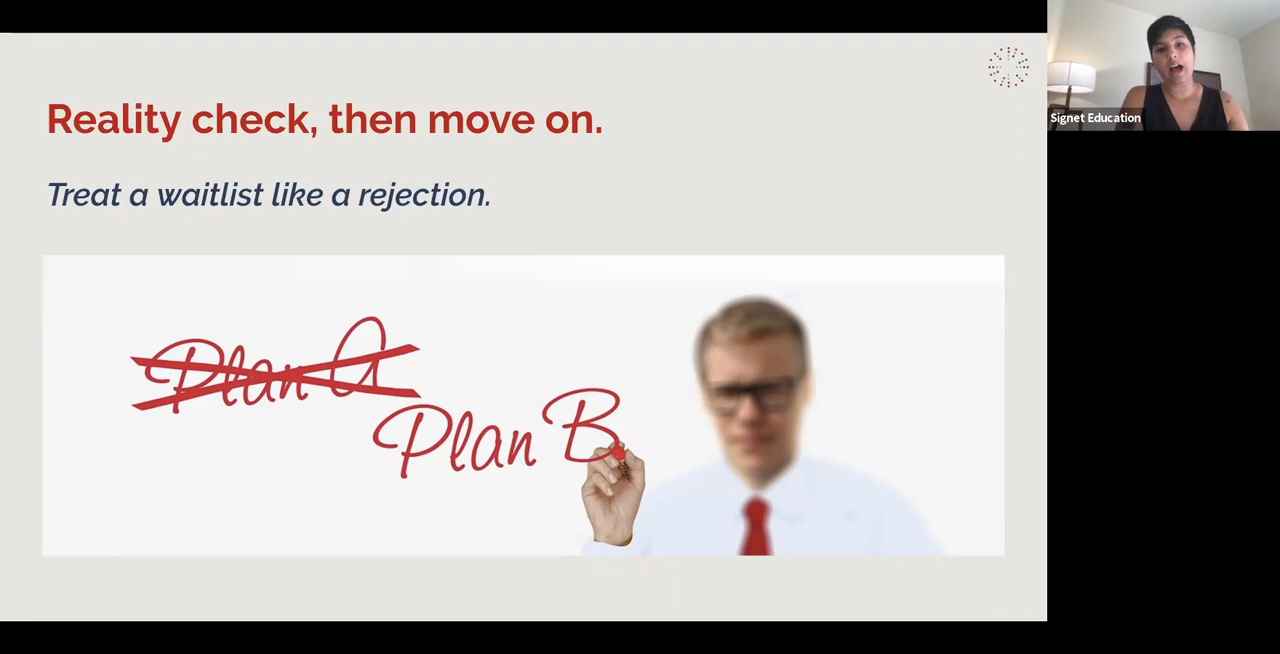 Reality check, then move on.
Treat a waitlist like a rejection.
Plan A
Plan B
Signet Education